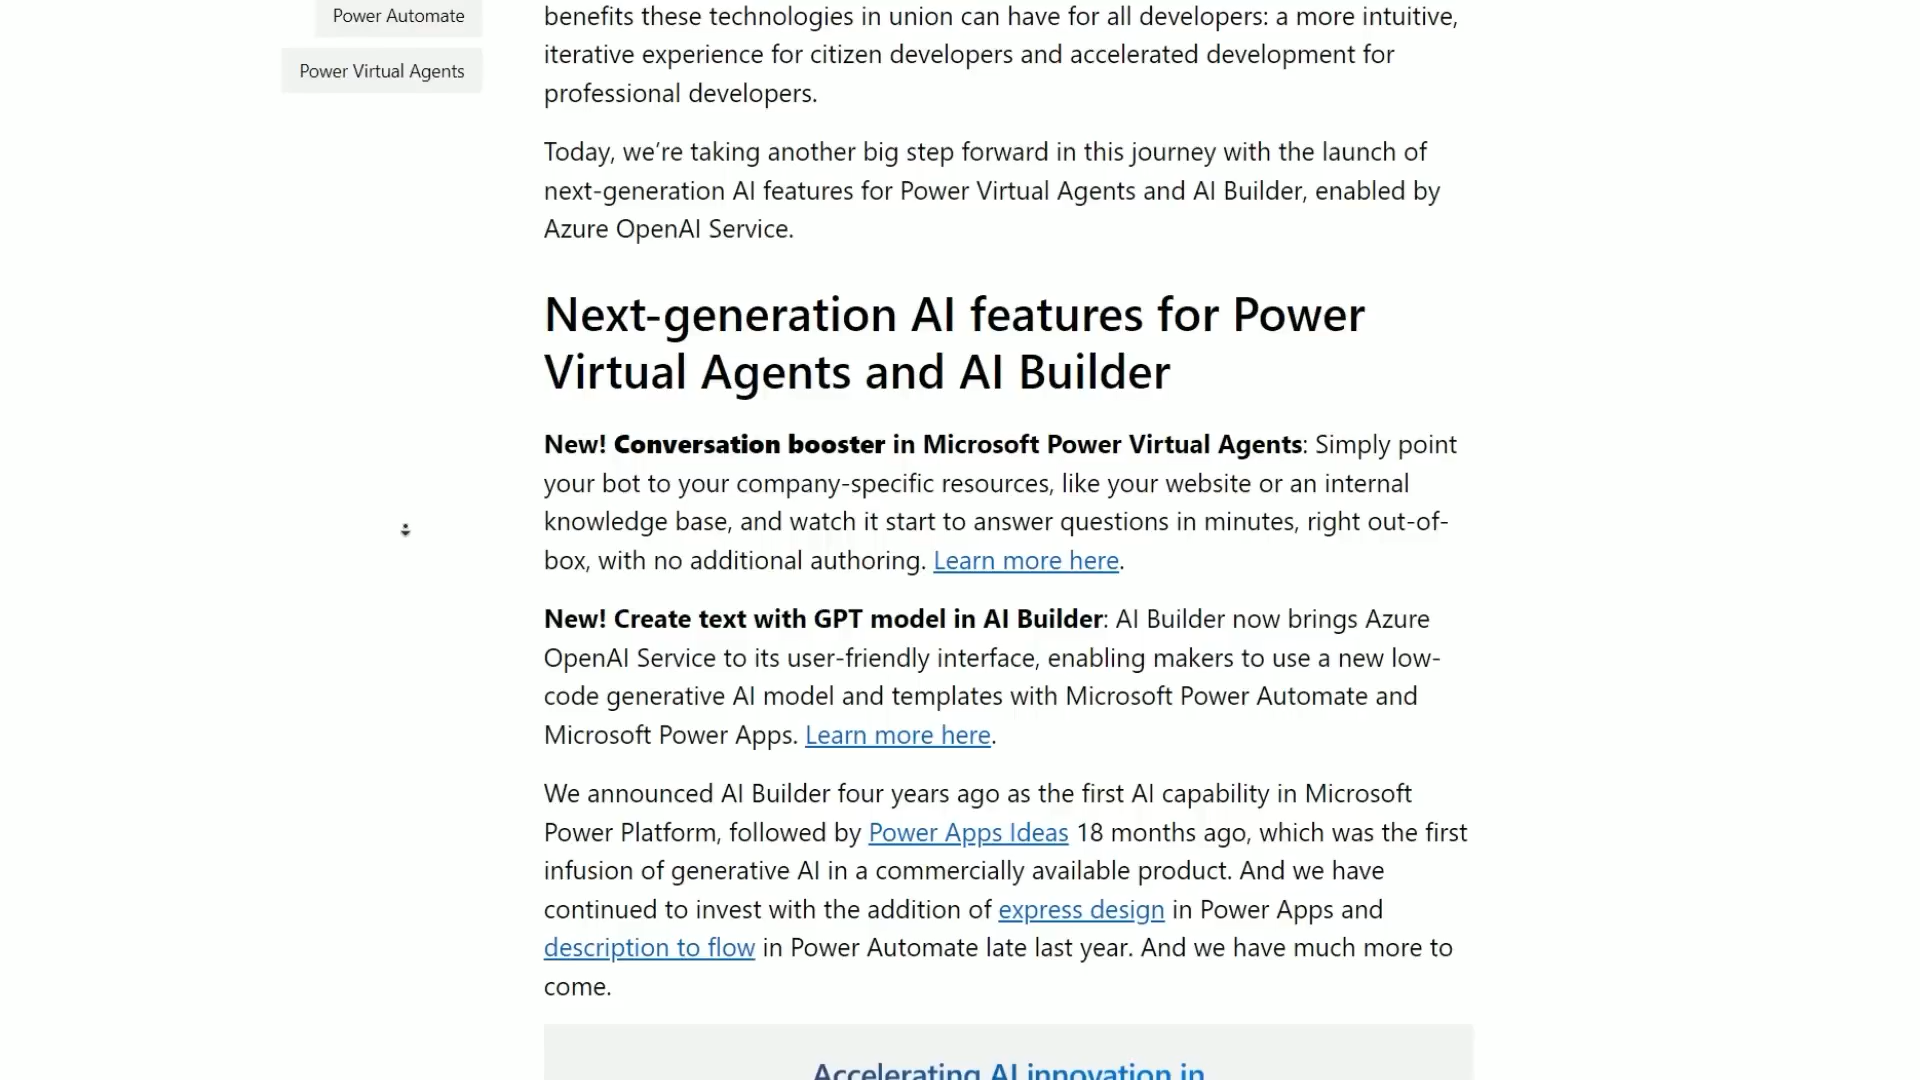 Power Automate
Power Virtual Agents
benefits these technologies in union can have for all developers: a more intuitive,
iterative experience for citizen developers and accelerated development for
professional developers.
Today, we’re taking another big step forward in this journey with the launch of
next-generation AI features for Power Virtual Agents and AI Builder, enabled by
Azure OpenAI Service.
Next-generation AI features for Power
Virtual Agents and AI Builder
New! Conversation booster in Microsoft Power Virtual Agents: Simply point
your bot to your company-specific resources, like your website or an internal
knowledge base, and watch it start to answer questions in minutes, right out-of-
box, with no additional authoring. Learn more here.
New! Create text with GPT model in AI Builder: AI Builder now brings Azure
OpenAI Service to its user-friendly interface, enabling makers to use a new low-
code generative AI model and templates with Microsoft Power Automate and
Microsoft Power Apps. Learn more here.
We announced AI Builder four years ago as the first AI capability in Microsoft
Power Platform, followed by Power Apps Ideas 18 months ago, which was the first
infusion of generative AI in a commercially available product. And we have
continued to invest with the addition of express design in Power Apps and
description to flow in Power Automate late last year. And we have much more to
come.
Accelerating AI innovation in